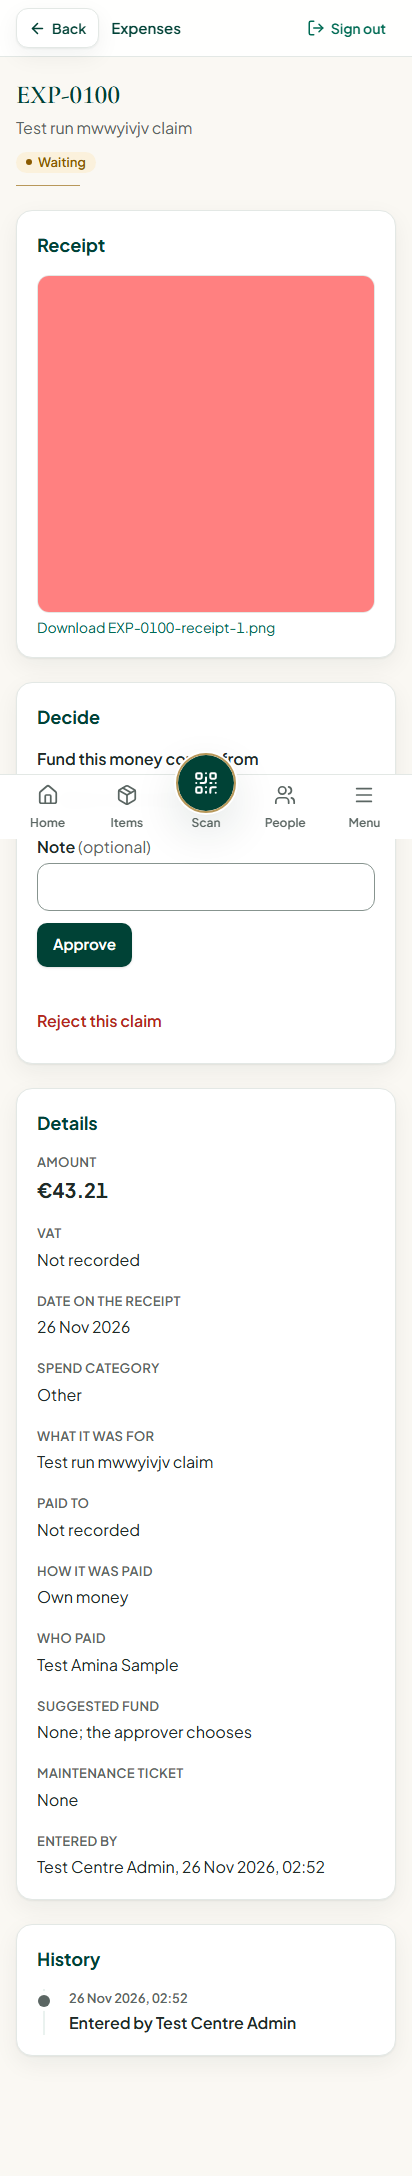 Back
Expenses
Sign out
EXP-0100
Test run mwwyivjv claim
Waiting
Receipt
Download EXP-0100-receipt-1.png
Decide
Fund this money from
Home
Items
Scan
People
Menu
Note (optional)
Approve
Reject this claim
Details
AMOUNT
€43.21
VAT
Not recorded
DATE ON THE RECEIPT
26 Nov 2026
SPEND CATEGORY
Other
WHAT IT WAS FOR
Test run mwwyivjv claim
PAID TO
Not recorded
HOW IT WAS PAID
Own money
WHO PAID
Test Amina Sample
SUGGESTED FUND
None; the approver chooses
MAINTENANCE TICKET
None
ENTERED BY
Test Centre Admin, 26 Nov 2026, 02:52
History
26 Nov 2026, 02:52
Entered by Test Centre Admin